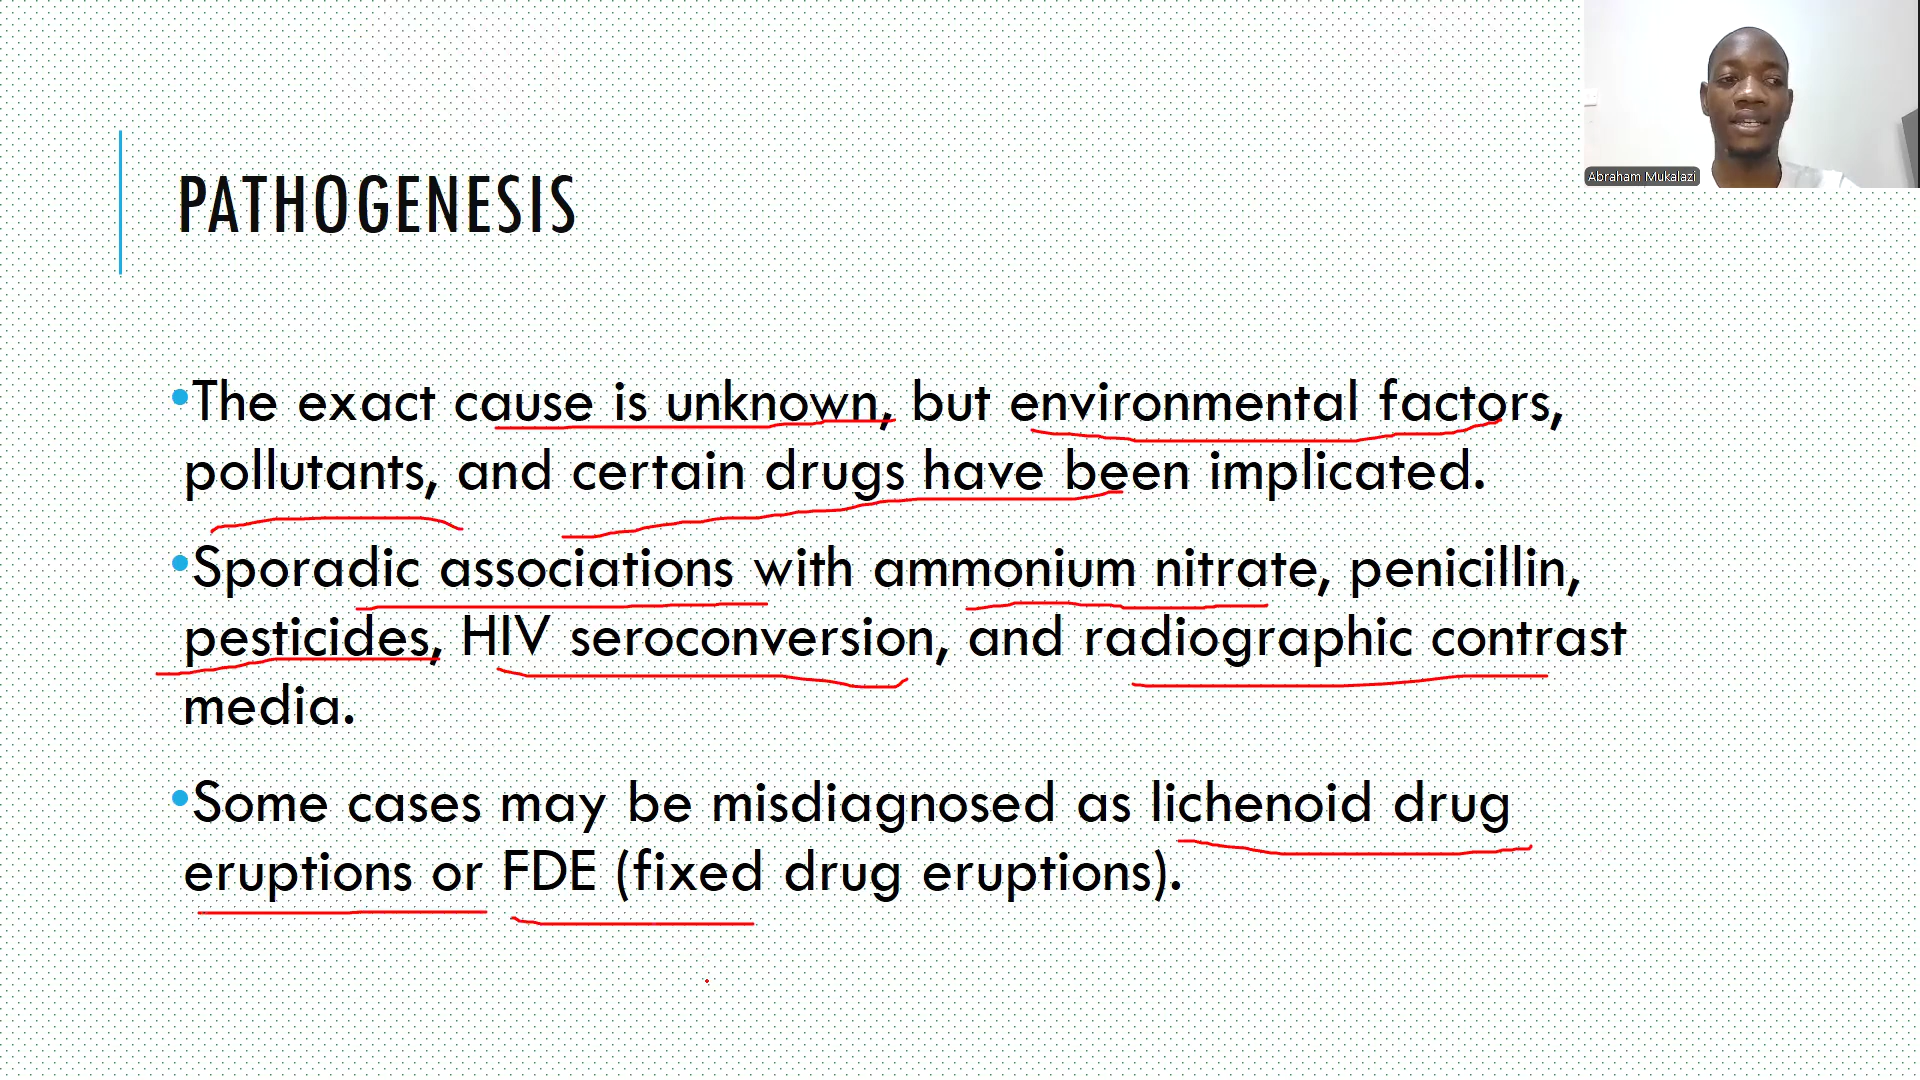 Abraham Mukalazi
PATHOGENESIS
•The exact cause is unknown, but environmental factors,
pollutants, and certain drugs have been implicated.
•Sporadic associations with ammonium nitrate, penicillin,
pesticides, HIV seroconversion, and radiographic contrast
media.
•Some cases may be misdiagnosed as lichenoid drug
eruptions or FDE (fixed drug eruptions).